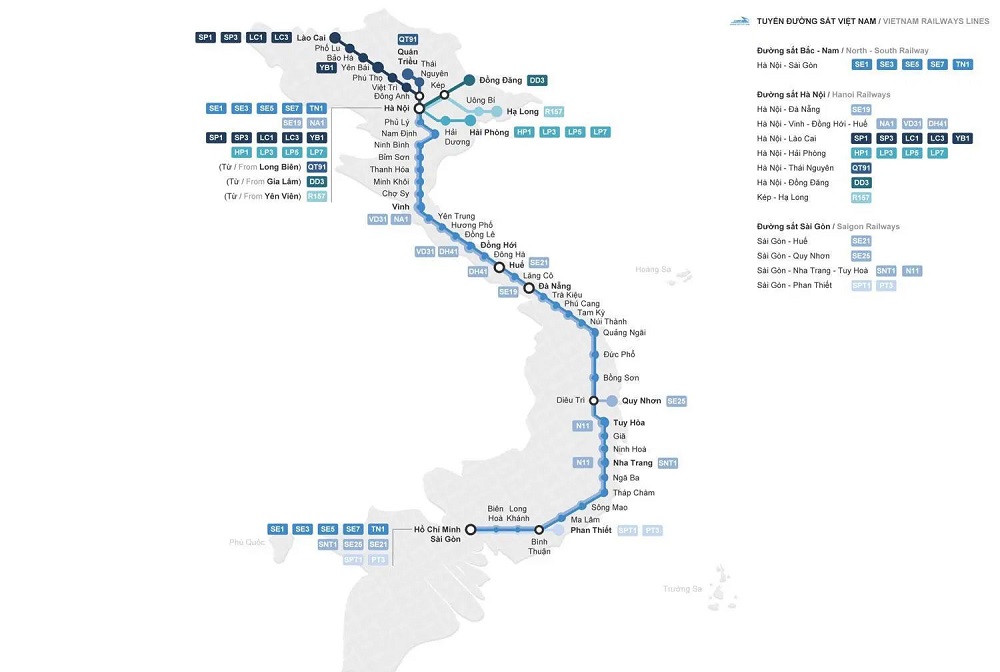 TUYẾN ĐƯỜNG SẮT VIỆT NAM / VIETNAM RAILWAYS LINES
Đường sắt Bắc - Nam / North - South Railway
Hà Nội - Sài Gòn SE1 SE3 SE5 SE7 TN1
Đường sắt Hà Nội / Hanoi Railways
Hà Nội - Đà Nẵng SE19
Hà Nội - Vinh - Đồng Hới - Huế NA1 VD31 DH41
Hà Nội - Lào Cai SP1 SP3 LC1 LC3 YB1
Hà Nội - Hải Phòng HP1 LP3 LP5 LP7
Hà Nội - Thái Nguyên QT91
Hà Nội - Đồng Đăng DD3
Kép - Hạ Long R157
Đường sắt Sài Gòn / Saigon Railways
Sài Gòn - Huế SE21
Sài Gòn - Quy Nhơn SE25
Sài Gòn - Nha Trang - Tuy Hoà SNT1 N11
Sài Gòn - Phan Thiết SPT1 PT3
SP1 SP3 LC1 LC3 Lào Cai
Phố Lu
Bảo Hà
YB1 Yên Bái
Phú Thọ
Việt Trì
Đông Anh
QT91
Quán
Triều
Thái
Nguyên
Kép
Đồng Đăng DD3
Uông Bí
Hạ Long R157
Hải
Dương
Hải Phòng HP1 LP3 LP5 LP7
SE1 SE3 SE5 SE7 TN1 Hà Nội
SE19 NA1
SP1 SP3 LC1 LC3 YB1
HP1 LP3 LP5 LP7
(Từ / From Long Biên) QT91
(Từ / From Gia Lâm) DD3
(Từ / From Yên Viên) R157
Phủ Lý
Nam Định
Ninh Bình
Bỉm Sơn
Thanh Hóa
Minh Khôi
Chợ Sy
Vinh
VD31 NA1
Yên Trung
Hương Phố
Đồng Lê
Đồng Hới
VD31 DH41
Đông Hà
Huế SE21
DH41
Lăng Cô
Đà Nẵng
SE19
Trà Kiệu
Phú Cang
Tam Kỳ
Núi Thành
Quảng Ngãi
Đức Phổ
Bồng Sơn
Diêu Trì
Quy Nhơn SE25
Tuy Hòa
N11
Giã
Ninh Hoà
N11 Nha Trang SNT1
Ngã Ba
Tháp Chàm
Sông Mao
Ma Lâm
Phan Thiết SPT1 PT3
Bình
Thuận
Long
Khánh
Biên
Hoà
SE1 SE3 SE5 SE7 TN1 Hồ Chí Minh
Sài Gòn
SNT1 SE25 SE21
SPT1 PT3
Phú Quốc
Hoàng Sa
Trường Sa